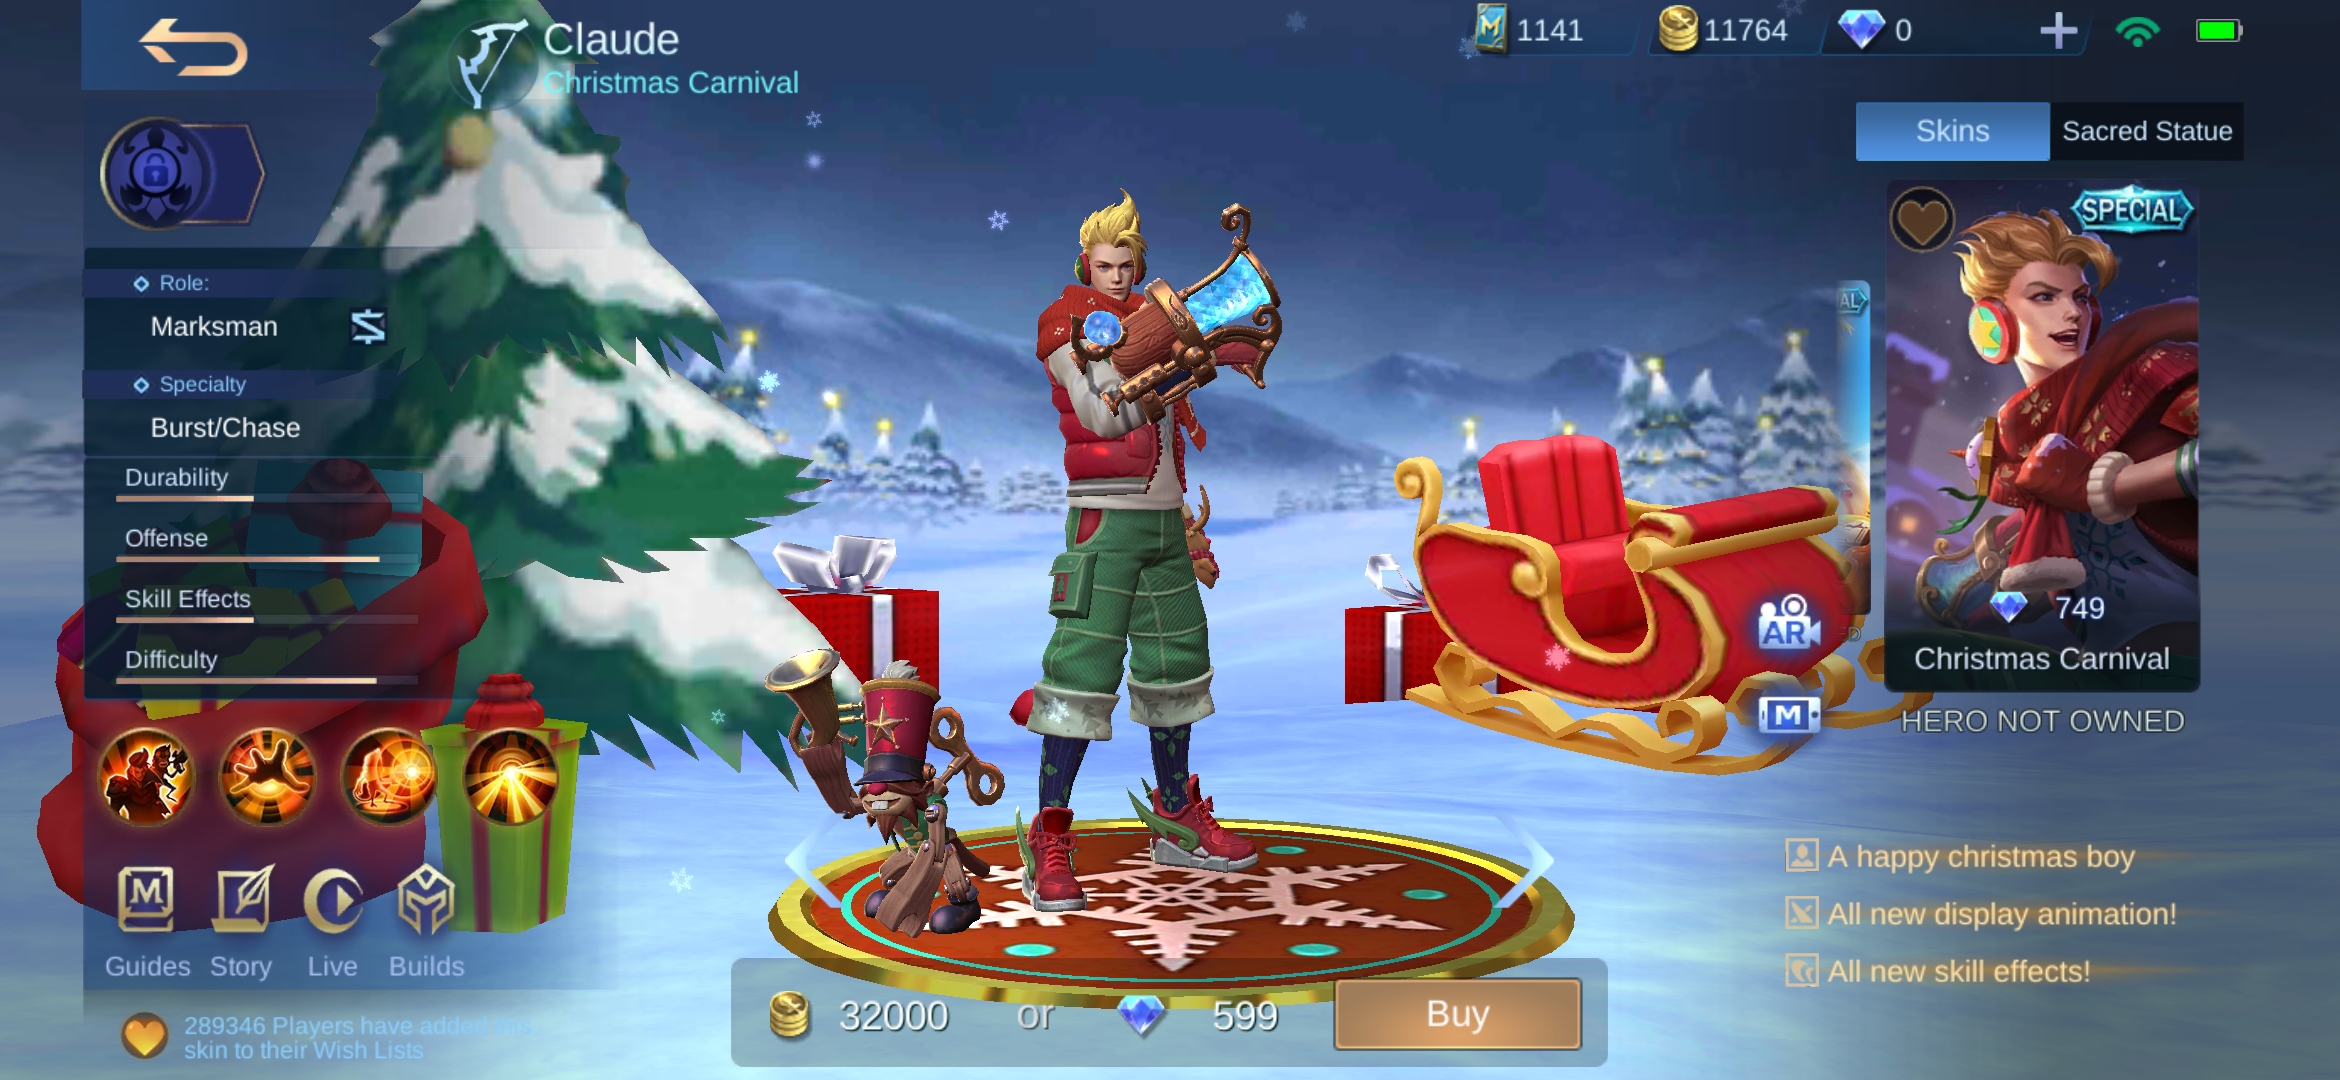 Claude
Christmas Carnival
1141
11764
0
Skins
Sacred Statue
Role:
Marksman
Specialty
Burst/Chase
Durability
Offense
Skill Effects
Difficulty
SPECIAL
AL
749
Christmas Carnival
HERO NOT OWNED
AR
M
A happy christmas boy
All new display animation!
All new skill effects!
Guides
Story
Live
Builds
289346 Players have added this
skin to their Wish Lists
32000
or
599
Buy